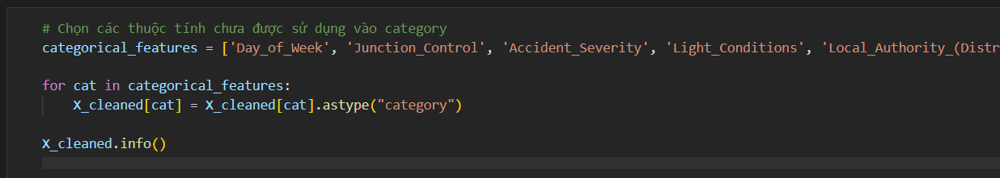 # Chọn các thuộc tính chưa được sử dụng vào category
categorical_features = ['Day_of_Week', 'Junction_Control', 'Accident_Severity', 'Light_Conditions', 'Local_Authority_(Distr
for cat in categorical_features:
    X_cleaned[cat] = X_cleaned[cat].astype("category")
X_cleaned.info()